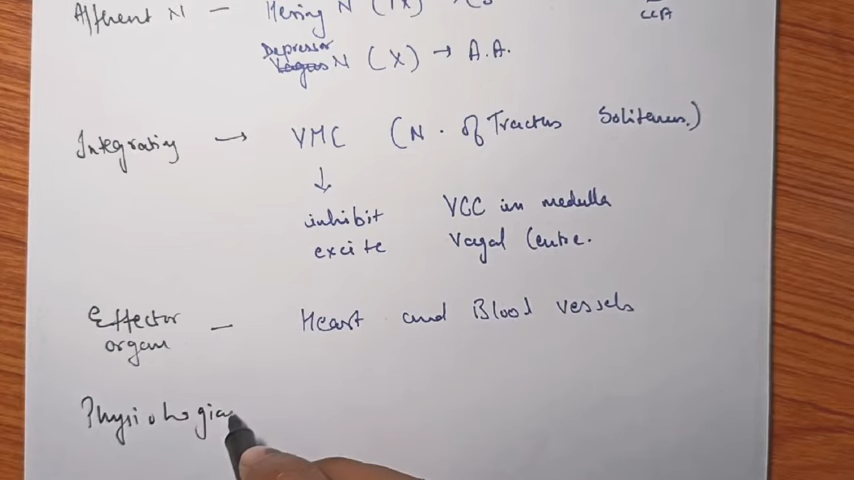 Afferent N - Hering N (IX) → CS
CCA
Depressor
Vagus N (X) → A.A.
Integrating → VMC (N. of Tractus Solitarius.)
↓
inhibit VCC in medulla
excite Vagal Centre.
Effector - Heart and Blood vessels
organ
Physiologica